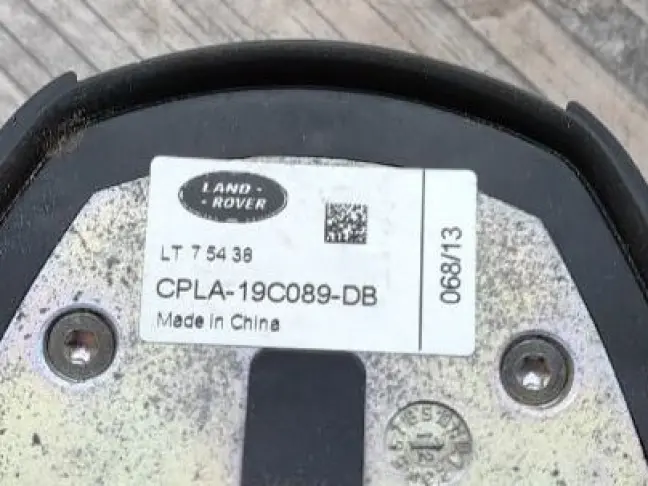 LAND -
- ROVER
LT 7 54 38
CPLA-19C089-DB
Made in China
068/13